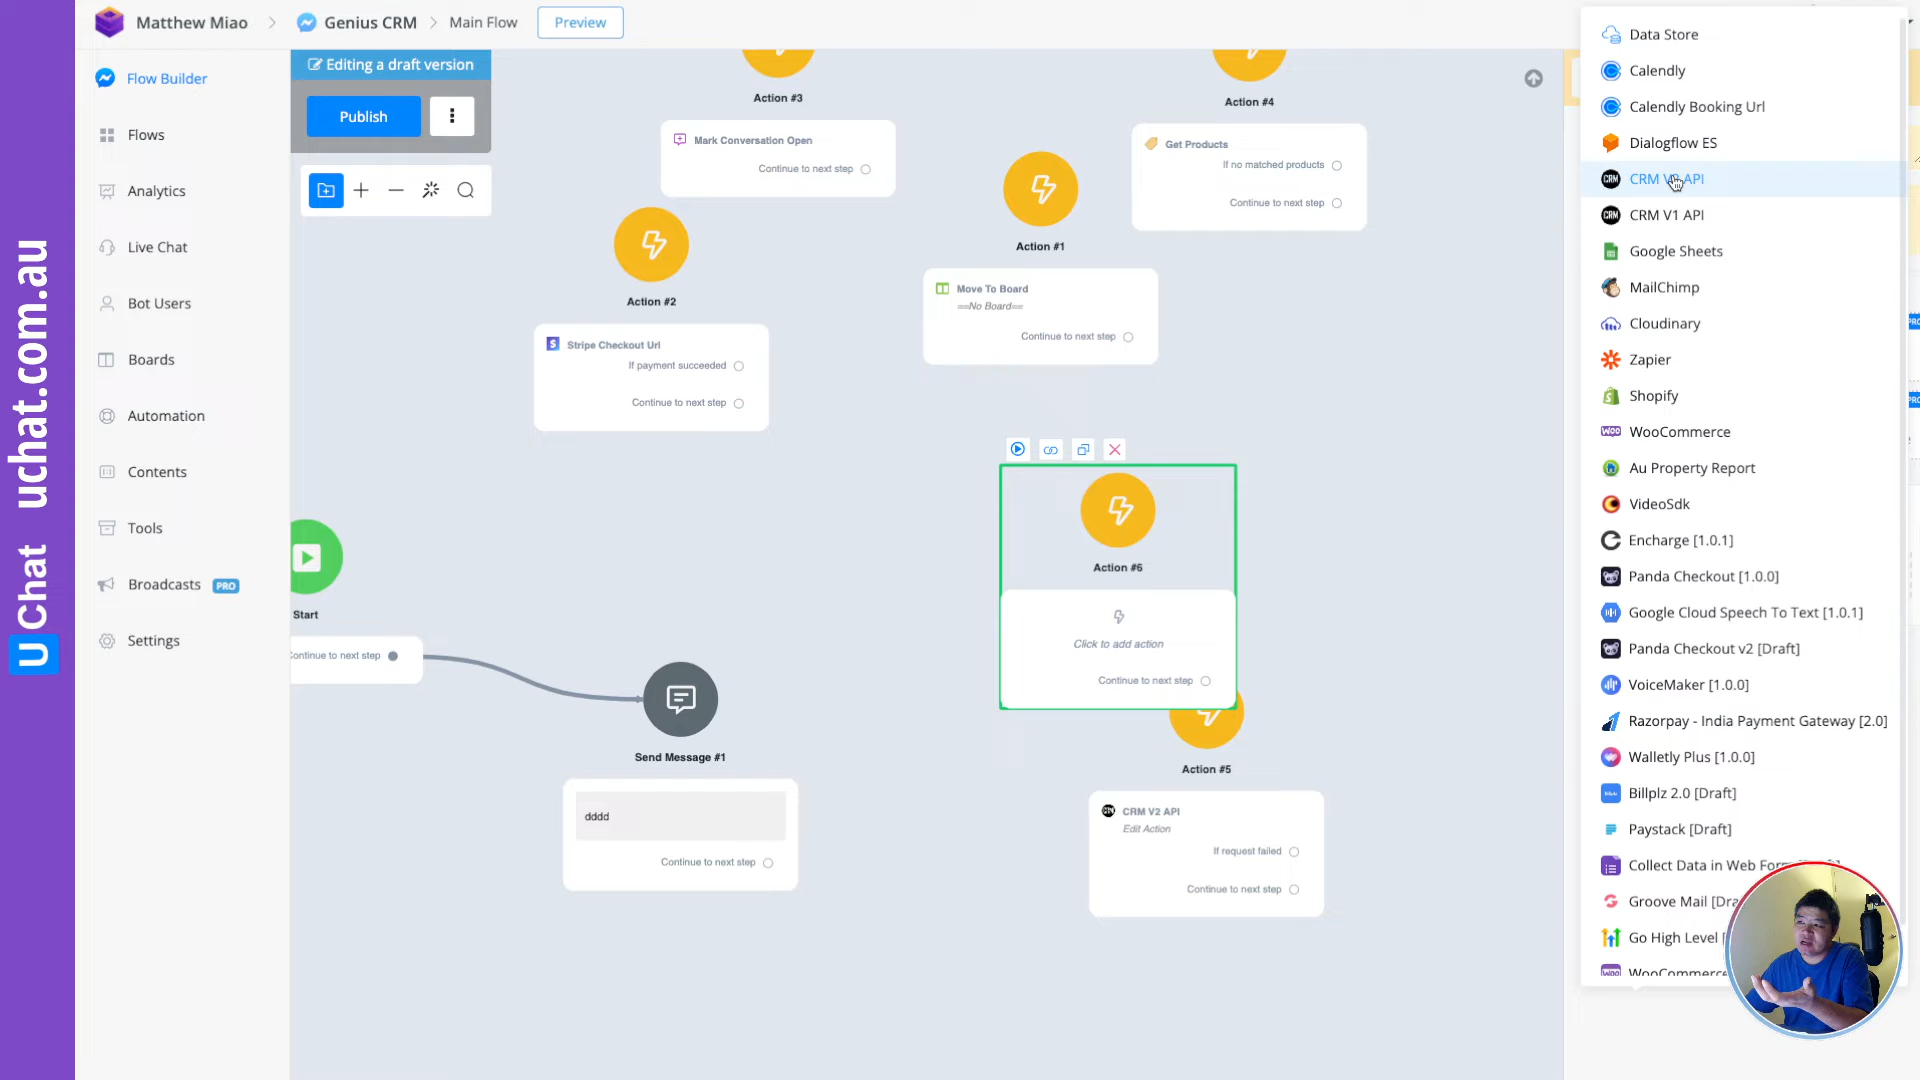 uchat.com.au
UChat
Matthew Miao
Genius CRM
Main Flow
Preview
Flow Builder
Flows
Analytics
Live Chat
Bot Users
Boards
Automation
Contents
Tools
Broadcasts PRO
Settings
Editing a draft version
Publish
Action #3
Mark Conversation Open
Continue to next step
Action #4
Get Products
If no matched products
Continue to next step
Action #2
Stripe Checkout Url
If payment succeeded
Continue to next step
Action #1
Move To Board
==No Board==
Continue to next step
Action #6
Click to add action
Continue to next step
Start
Continue to next step
Send Message #1
dddd
Continue to next step
Action #5
CRM V2 API
Edit Action
If request failed
Continue to next step
Data Store
Calendly
Calendly Booking Url
Dialogflow ES
CRM V2 API
CRM V1 API
Google Sheets
MailChimp
Cloudinary
Zapier
Shopify
WooCommerce
Au Property Report
VideoSdk
Encharge [1.0.1]
Panda Checkout [1.0.0]
Google Cloud Speech To Text [1.0.1]
Panda Checkout v2 [Draft]
VoiceMaker [1.0.0]
Razorpay - India Payment Gateway [2.0]
Walletly Plus [1.0.0]
Billplz 2.0 [Draft]
Paystack [Draft]
Collect Data in Web Form
Groove Mail
Go High Level
WooCommerce